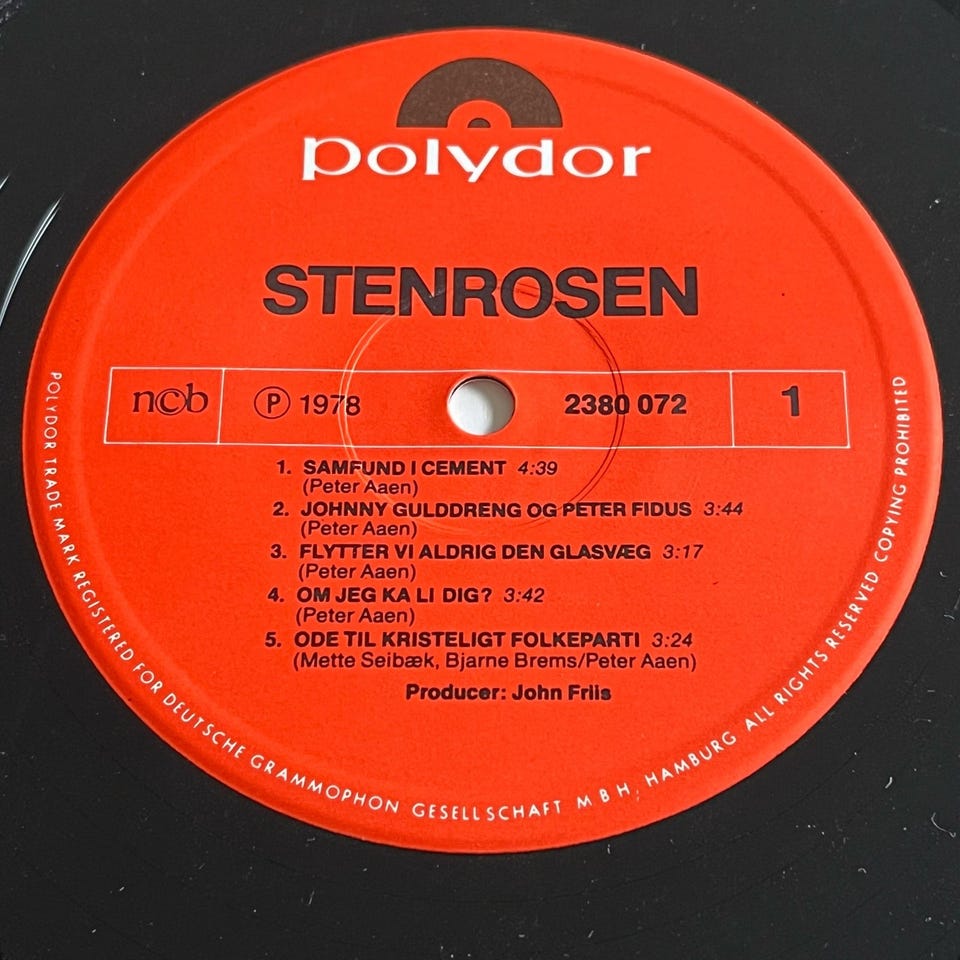 polydor
STENROSEN
n©b
Ⓟ 1978
2380 072
1
1. SAMFUND I CEMENT 4:39
(Peter Aaen)
2. JOHNNY GULDDRENG OG PETER FIDUS 3:44
(Peter Aaen)
3. FLYTTER VI ALDRIG DEN GLASVÆG 3:17
(Peter Aaen)
4. OM JEG KA LI DIG? 3:42
(Peter Aaen)
5. ODE TIL KRISTELIGT FOLKEPARTI 3:24
(Mette Seibæk, Bjarne Brems/Peter Aaen)
Producer: John Friis
POLYDOR TRADE MARK REGISTERED FOR DEUTSCHE GRAMMOPHON GESELLSCHAFT M B H, HAMBURG ALL RIGHTS RESERVED COPYING PROHIBITED